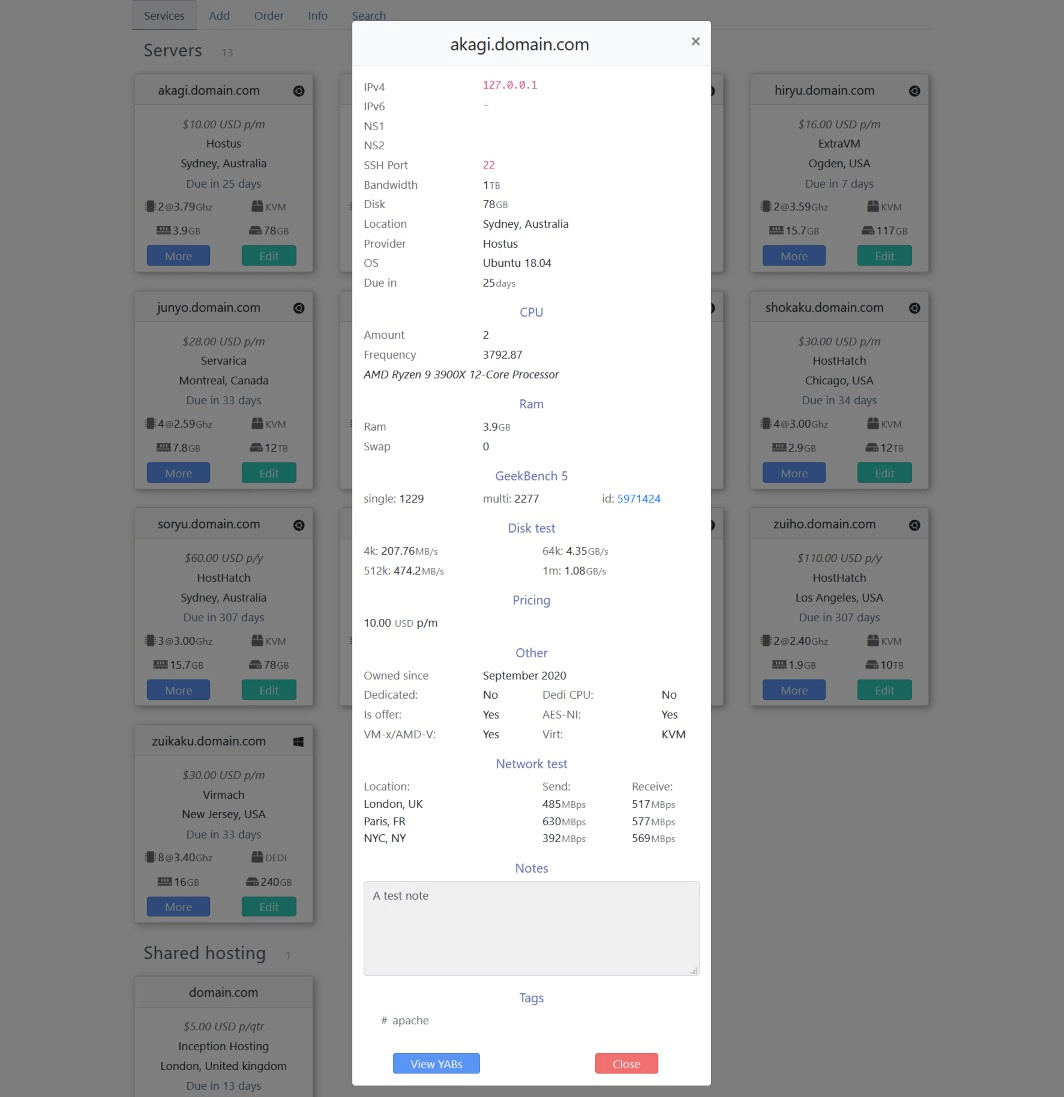 Services Add Order Info Search
Servers 13
akagi.domain.com
$10.00 USD p/m
Hostus
Sydney, Australia
Due in 25 days
2@3.79Ghz KVM
3.9GB 78GB
More Edit
hiryu.domain.com
$16.00 USD p/m
ExtraVM
Ogden, USA
Due in 7 days
2@3.59Ghz KVM
15.7GB 117GB
More Edit
junyo.domain.com
$28.00 USD p/m
Servarica
Montreal, Canada
Due in 33 days
4@2.59Ghz KVM
7.8GB 12TB
More Edit
shokaku.domain.com
$30.00 USD p/m
HostHatch
Chicago, USA
Due in 34 days
4@3.00Ghz KVM
2.9GB 12TB
More Edit
soryu.domain.com
$60.00 USD p/y
HostHatch
Sydney, Australia
Due in 307 days
3@3.00Ghz KVM
15.7GB 78GB
More Edit
zuiho.domain.com
$110.00 USD p/y
HostHatch
Los Angeles, USA
Due in 307 days
2@2.40Ghz KVM
1.9GB 10TB
More Edit
zuikaku.domain.com
$30.00 USD p/m
Virmach
New Jersey, USA
Due in 33 days
8@3.40Ghz DEDI
16GB 240GB
More Edit
Shared hosting 1
domain.com
$5.00 USD p/qtr
Inception Hosting
London, United kingdom
Due in 13 days
akagi.domain.com ×
IPv4 127.0.0.1
IPv6 -
NS1
NS2
SSH Port 22
Bandwidth 1TB
Disk 78GB
Location Sydney, Australia
Provider Hostus
OS Ubuntu 18.04
Due in 25days
CPU
Amount 2
Frequency 3792.87
AMD Ryzen 9 3900X 12-Core Processor
Ram
Ram 3.9GB
Swap 0
GeekBench 5
single: 1229 multi: 2277 id: 5971424
Disk test
4k: 207.76MB/s 64k: 4.35GB/s
512k: 474.2MB/s 1m: 1.08GB/s
Pricing
10.00 USD p/m
Other
Owned since September 2020
Dedicated: No Dedi CPU: No
Is offer: Yes AES-NI: Yes
VM-x/AMD-V: Yes Virt: KVM
Network test
Location: Send: Receive:
London, UK 485MBps 517MBps
Paris, FR 630MBps 577MBps
NYC, NY 392MBps 569MBps
Notes
A test note
Tags
# apache
View YABs Close